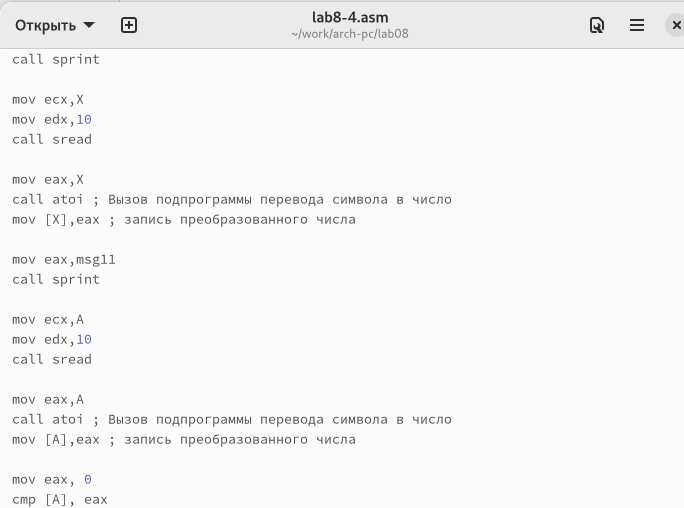 Открыть
lab8-4.asm
~/work/arch-pc/lab08
call sprint
mov ecx,X
mov edx,10
call sread
mov eax,X
call atoi ; Вызов подпрограммы перевода символа в число
mov [X],eax ; запись преобразованного числа
mov eax,msg11
call sprint
mov ecx,A
mov edx,10
call sread
mov eax,A
call atoi ; Вызов подпрограммы перевода символа в число
mov [A],eax ; запись преобразованного числа
mov eax, 0
cmp [A], eax